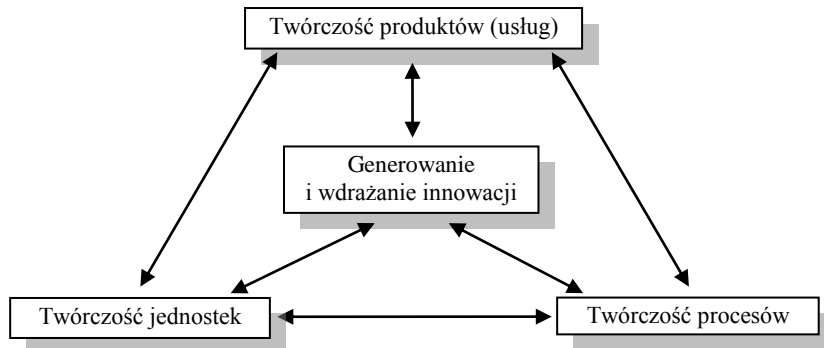 Twórczość produktów (usług)
Generowanie
i wdrażanie innowacji
Twórczość jednostek
Twórczość procesów